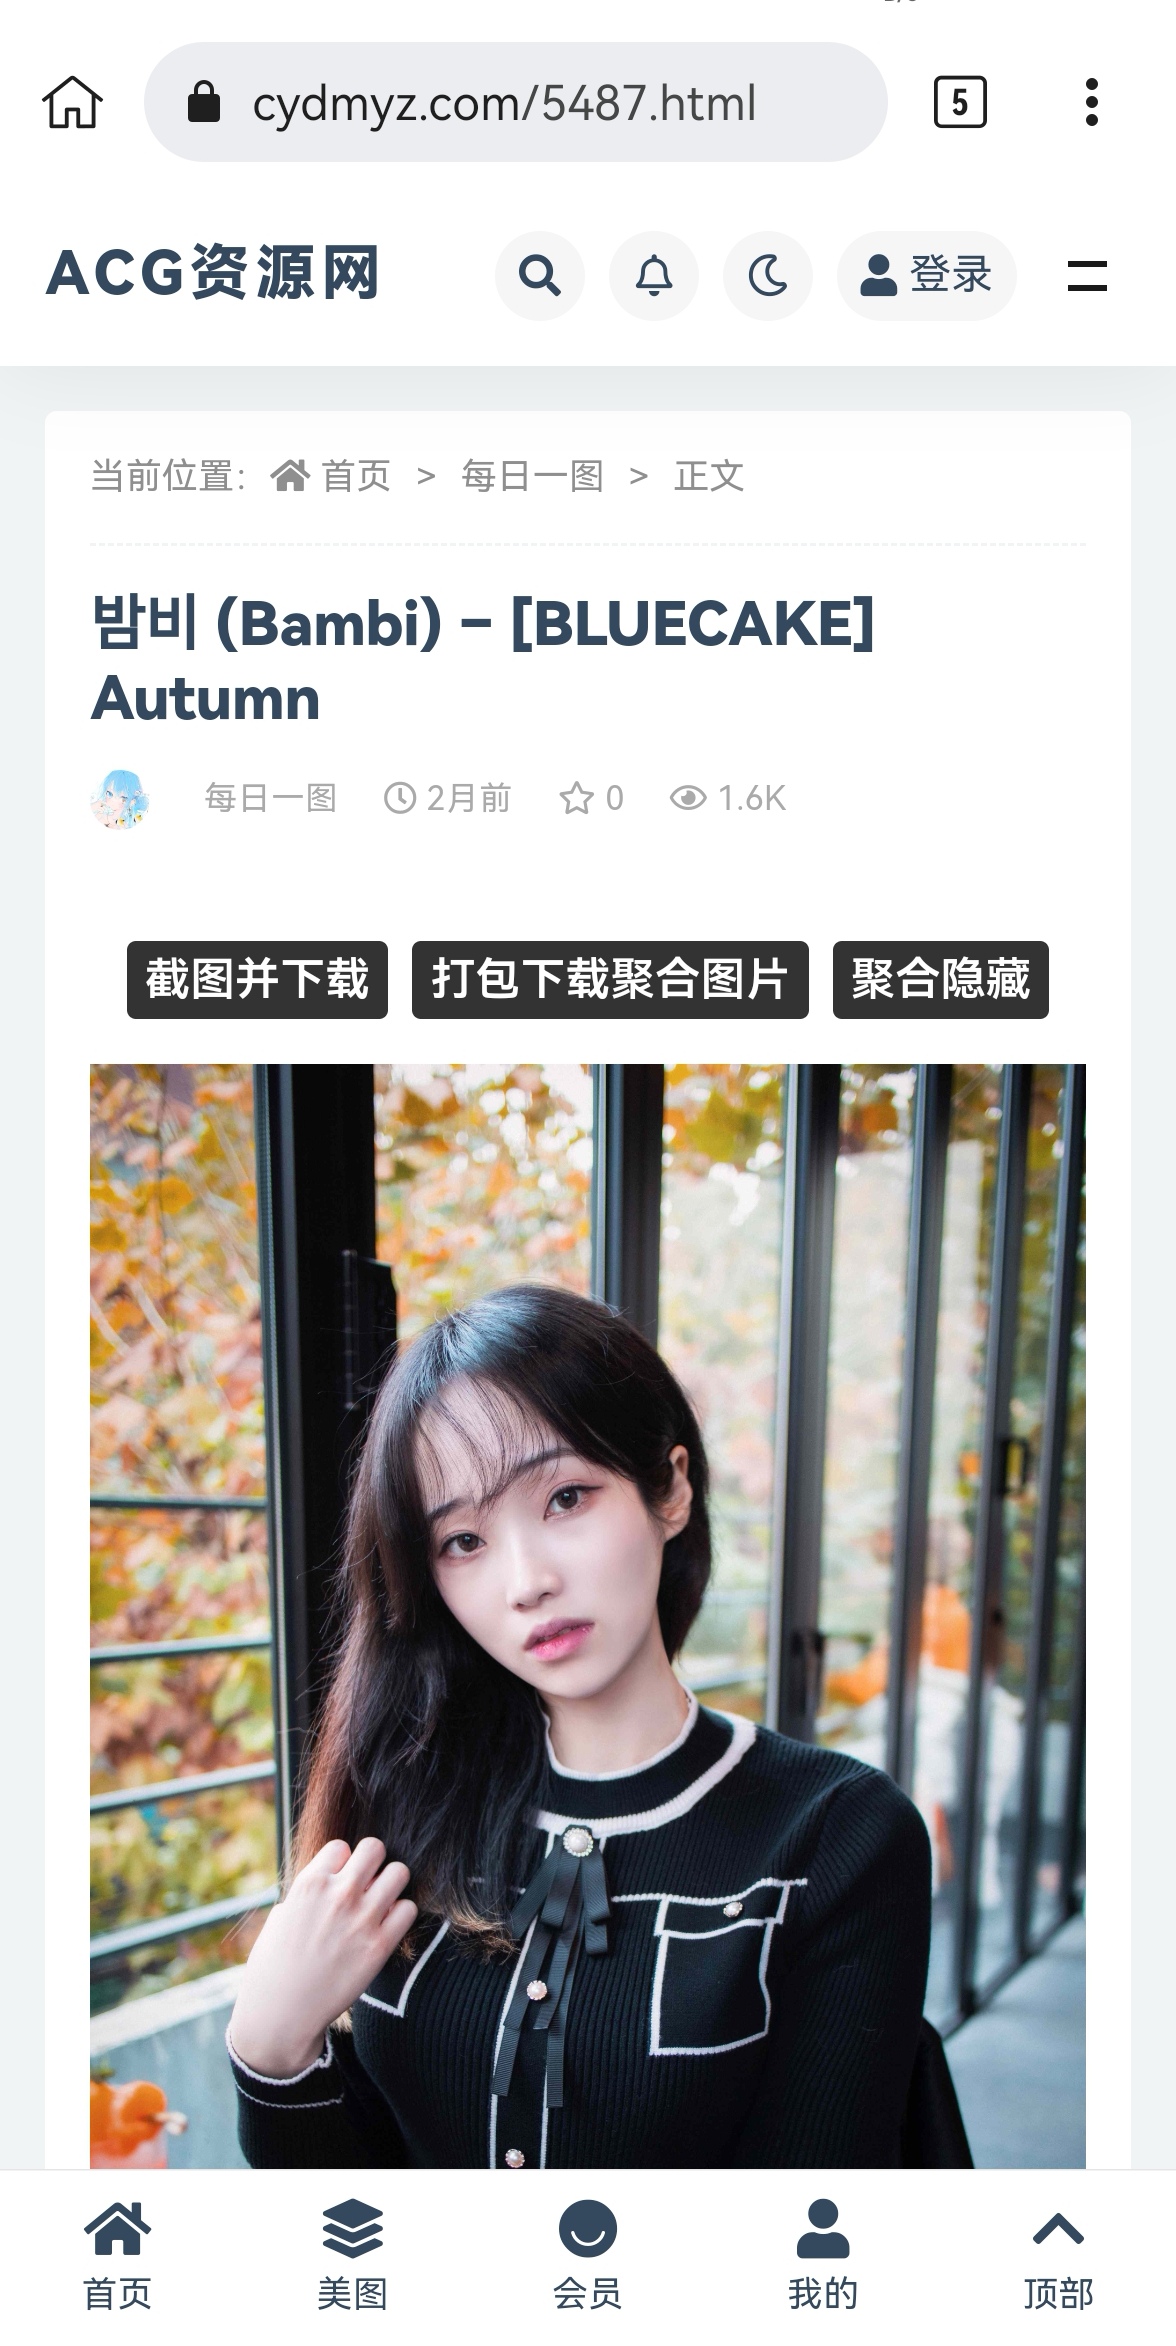 cydmyz.com/5487.html
5
ACG资源网
登录
当前位置: 首页 > 每日一图 > 正文
밤비 (Bambi) – [BLUECAKE]
Autumn
每日一图 2月前 0 1.6K
截图并下载 打包下载聚合图片 聚合隐藏
首页 美图 会员 我的 顶部